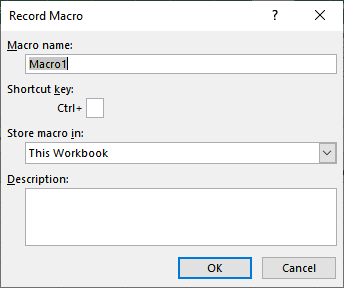 Record Macro
Macro name:
Macro1
Shortcut key:
Ctrl+
Store macro in:
This Workbook
Description:
OK Cancel